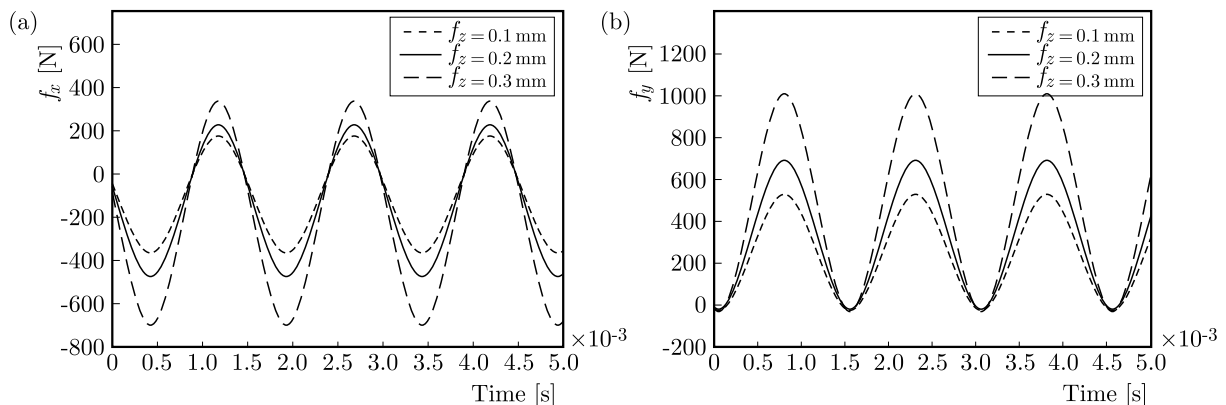 (a)
f_x [N]
600
400
200
0
-200
-400
-600
-800
0 0.5 1.0 1.5 2.0 2.5 3.0 3.5 4.0 4.5 5.0
×10^-3
Time [s]
f_z = 0.1 mm
f_z = 0.2 mm
f_z = 0.3 mm
(b)
f_y [N]
1200
1000
800
600
400
200
0
-200
0 0.5 1.0 1.5 2.0 2.5 3.0 3.5 4.0 4.5 5.0
×10^-3
Time [s]
f_z = 0.1 mm
f_z = 0.2 mm
f_z = 0.3 mm